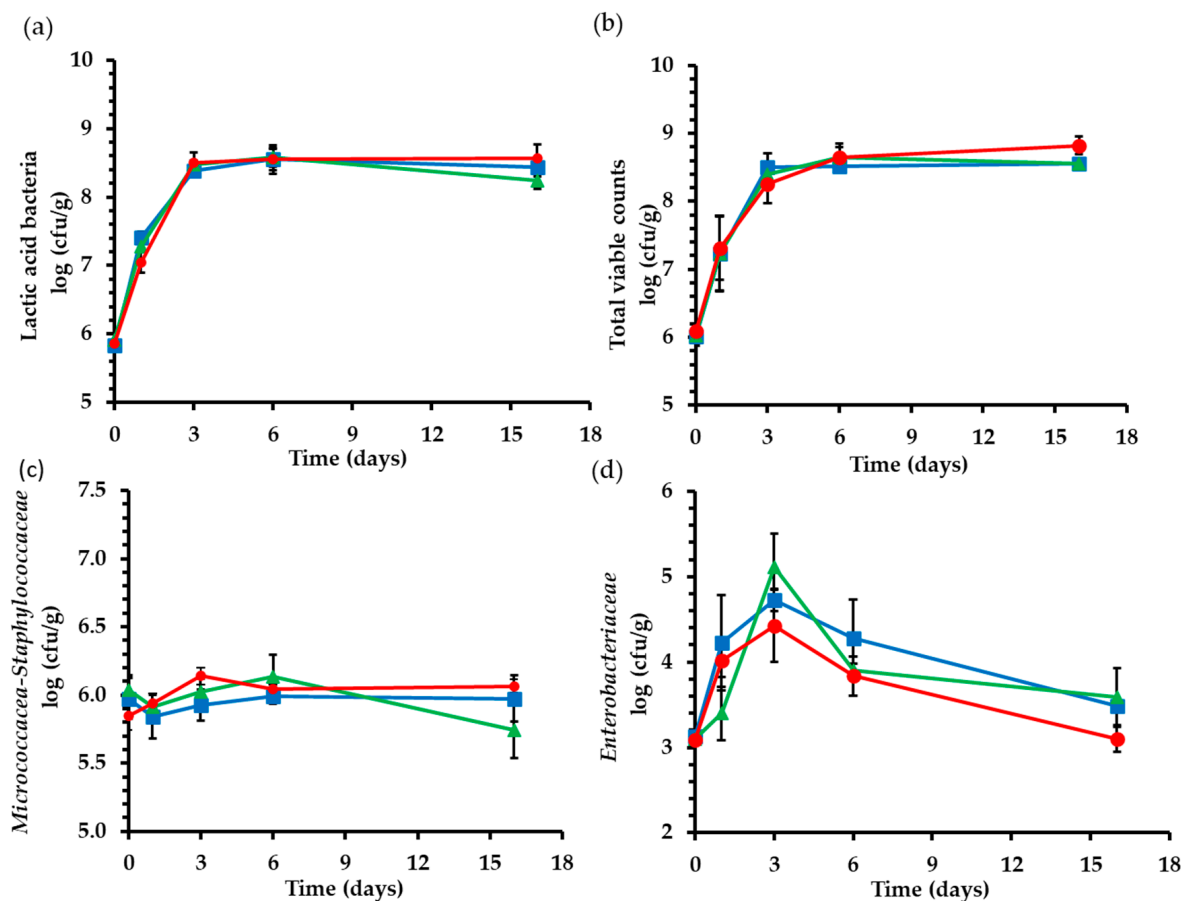 (a)
10
9
8
7
6
5
Lactic acid bacteria
log (cfu/g)
0 3 6 9 12 15 18
Time (days)
(b)
10
9
8
7
6
5
Total viable counts
log (cfu/g)
0 3 6 9 12 15 18
Time (days)
(c)
7.5
7.0
6.5
6.0
5.5
5.0
Micrococcacea-Staphylococcaceae
log (cfu/g)
0 3 6 9 12 15 18
Time (days)
(d)
6
5
4
3
2
Enterobacteriaceae
log (cfu/g)
0 3 6 9 12 15 18
Time (days)